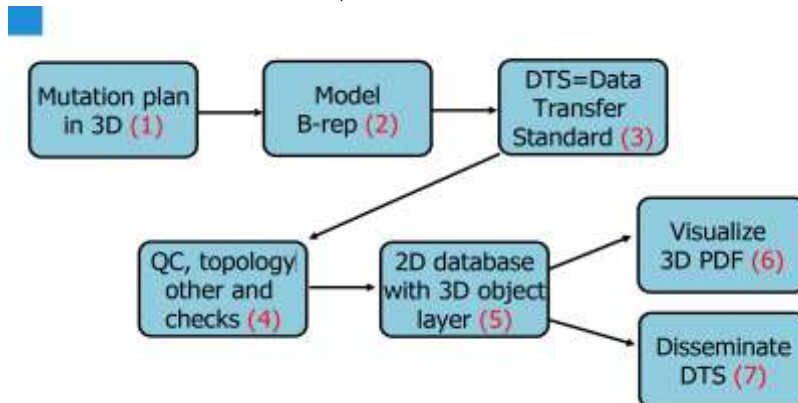 Mutation plan
in 3D (1)
Model
B-rep (2)
DTS=Data
Transfer
Standard (3)
QC, topology
other and
checks (4)
2D database
with 3D object
layer (5)
Visualize
3D PDF (6)
Disseminate
DTS (7)